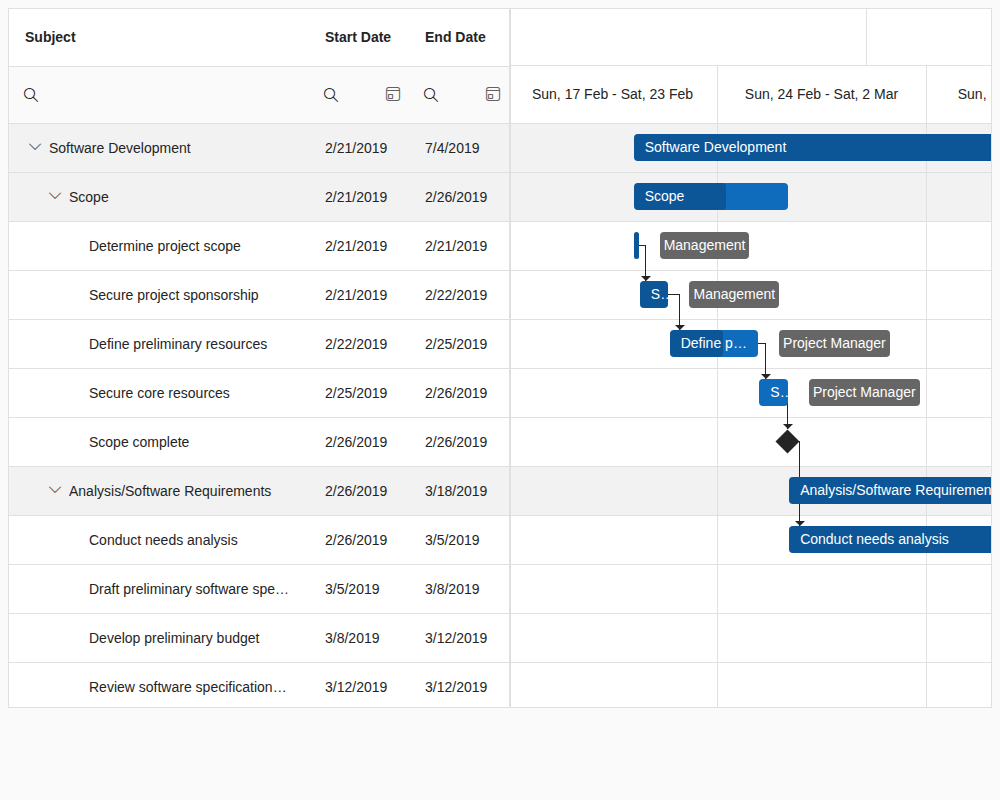 Subject Start Date End Date
Sun, 17 Feb - Sat, 23 Feb Sun, 24 Feb - Sat, 2 Mar Sun,
Software Development 2/21/2019 7/4/2019 Software Development
Scope 2/21/2019 2/26/2019 Scope
Determine project scope 2/21/2019 2/21/2019 Management
Secure project sponsorship 2/21/2019 2/22/2019 S… Management
Define preliminary resources 2/22/2019 2/25/2019 Define p… Project Manager
Secure core resources 2/25/2019 2/26/2019 S… Project Manager
Scope complete 2/26/2019 2/26/2019
Analysis/Software Requirements 2/26/2019 3/18/2019 Analysis/Software Requiremen
Conduct needs analysis 2/26/2019 3/5/2019 Conduct needs analysis
Draft preliminary software spe… 3/5/2019 3/8/2019
Develop preliminary budget 3/8/2019 3/12/2019
Review software specification… 3/12/2019 3/12/2019